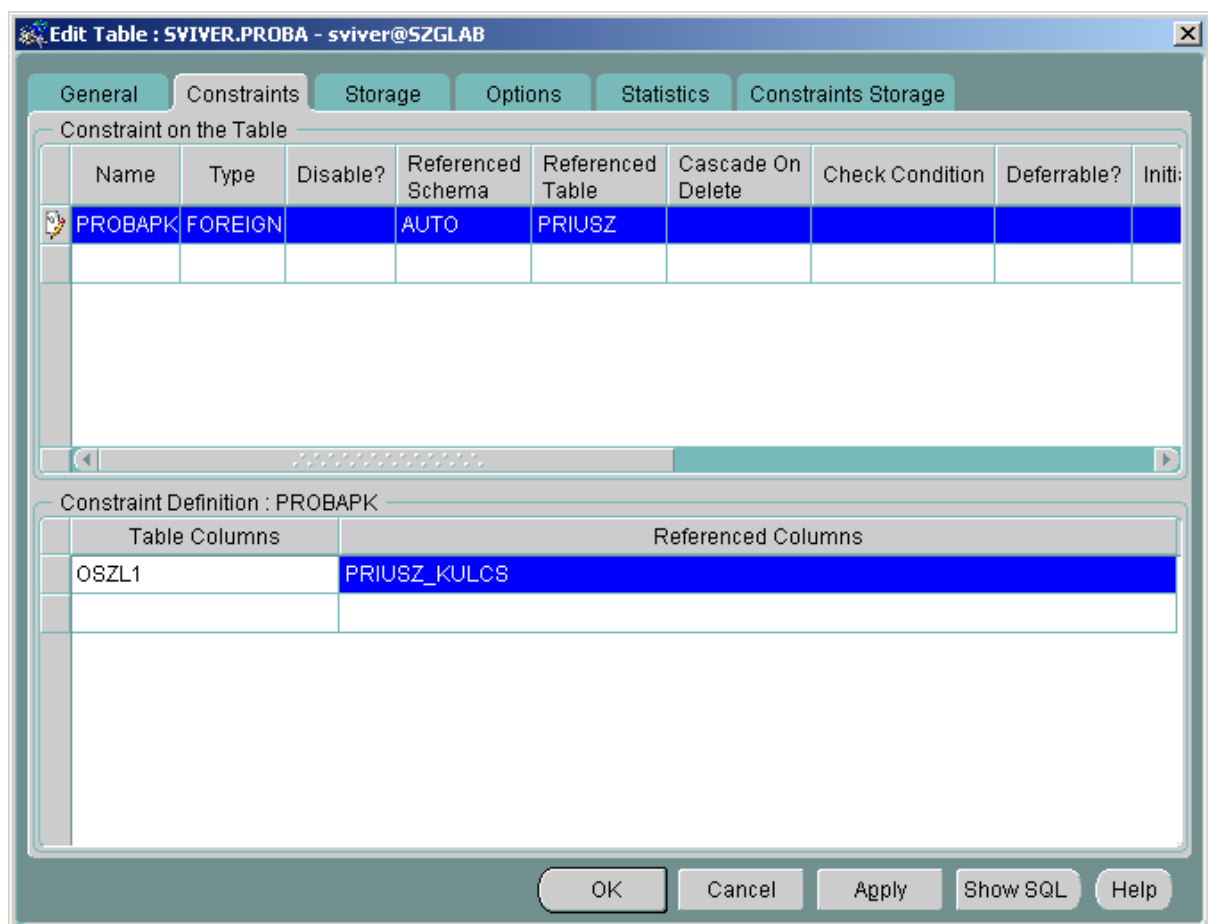 Edit Table : SVIVER.PROBA - sviver@SZGLAB
General Constraints Storage Options Statistics Constraints Storage
Constraint on the Table
Name Type Disable? Referenced Schema Referenced Table Cascade On Delete Check Condition Deferrable? Initi
PROBAPK FOREIGN AUTO PRIUSZ
Constraint Definition : PROBAPK
Table Columns Referenced Columns
OSZL1 PRIUSZ_KULCS
OK Cancel Apply Show SQL Help